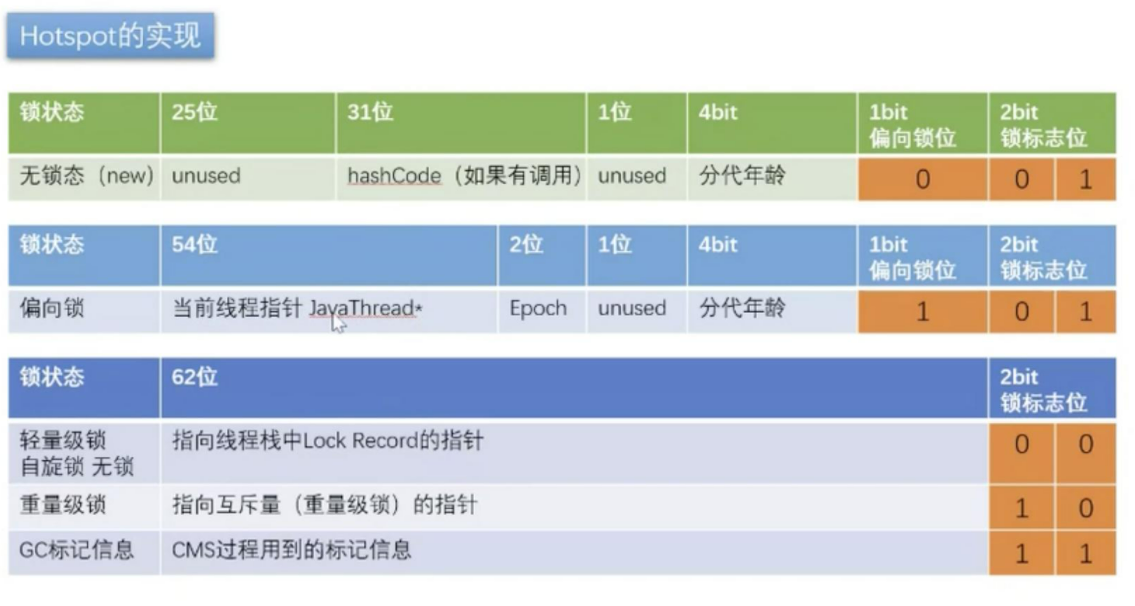 Hotspot的实现
锁状态 25位 31位 1位 4bit 1bit 2bit
偏向锁位 锁标志位
无锁态（new） unused hashCode（如果有调用） unused 分代年龄 0 0 1
锁状态 54位 2位 1位 4bit 1bit 2bit
偏向锁位 锁标志位
偏向锁 当前线程指针 JavaThread* Epoch unused 分代年龄 1 0 1
锁状态 62位 2bit
锁标志位
轻量级锁 指向线程栈中Lock Record的指针 0 0
自旋锁 无锁
重量级锁 指向互斥量（重量级锁）的指针 1 0
GC标记信息 CMS过程用到的标记信息 1 1